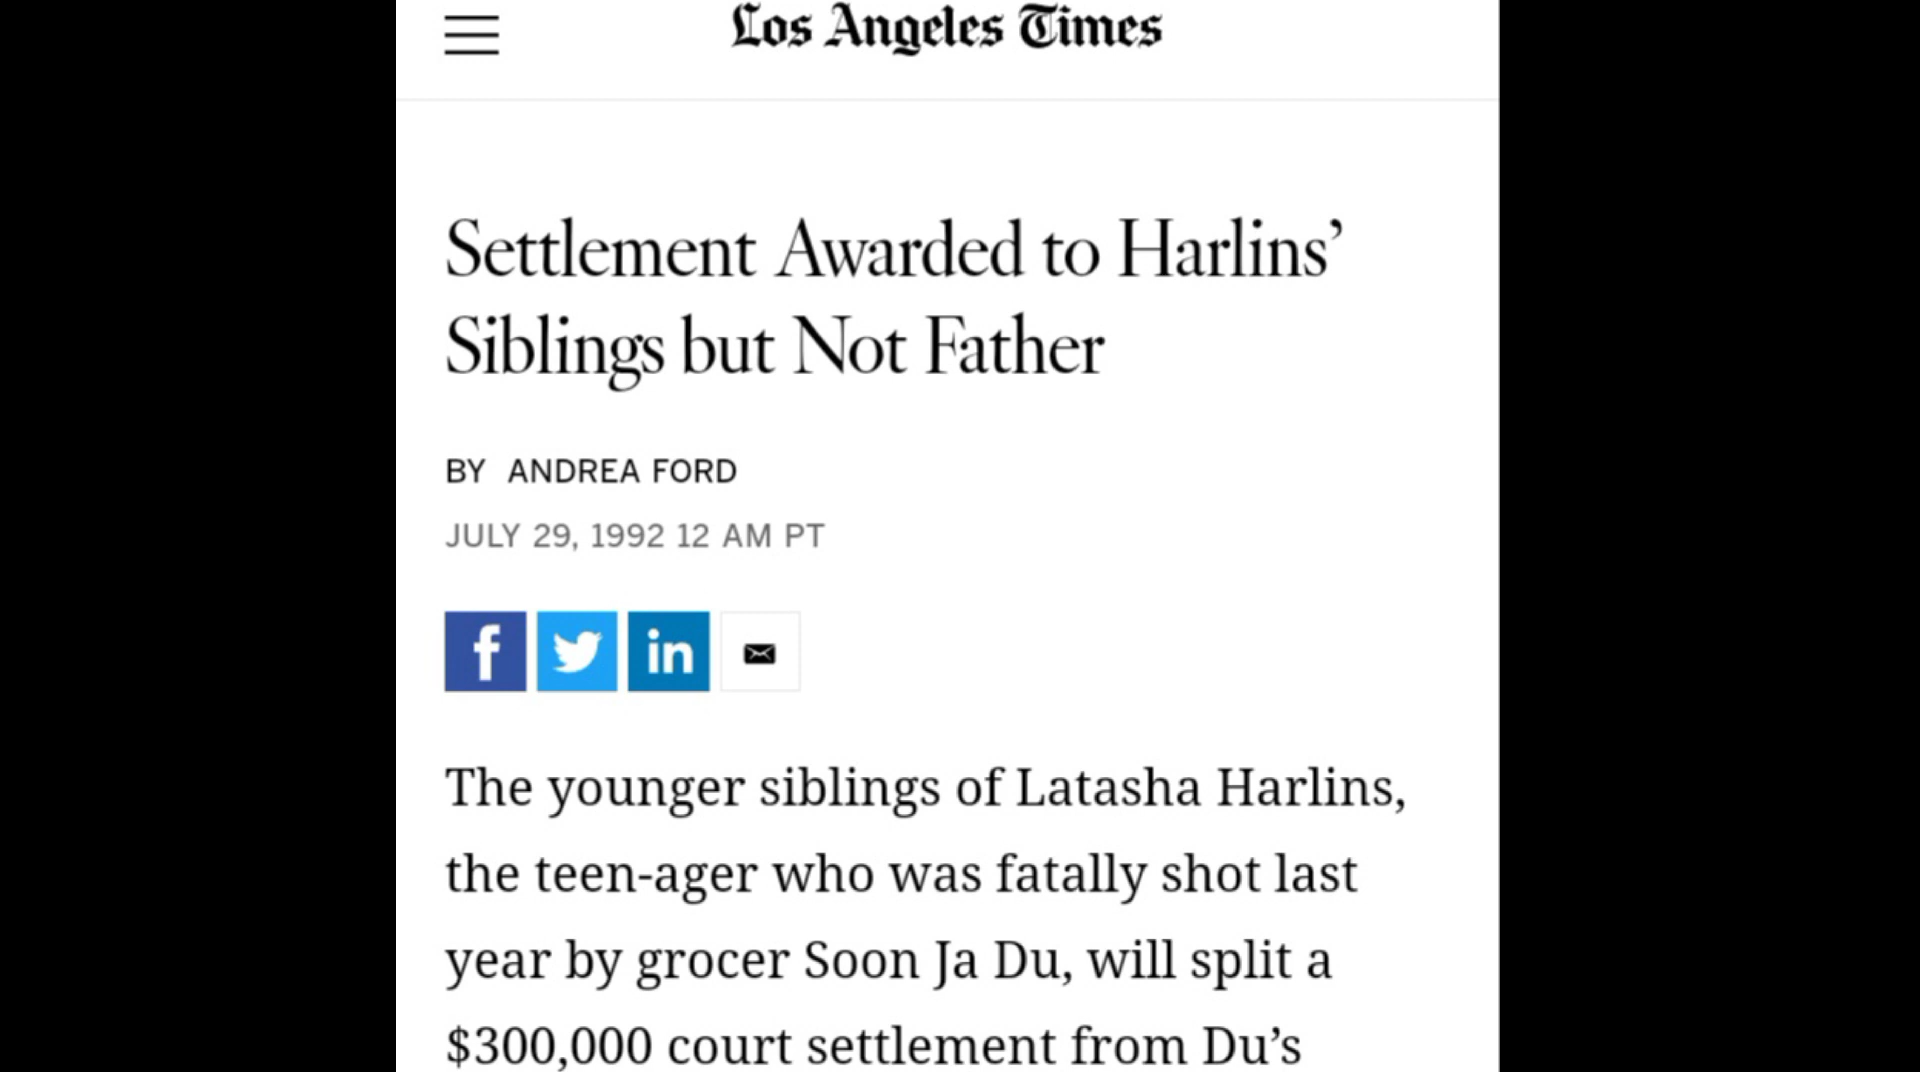 Los Angeles Times
Settlement Awarded to Harlins’
Siblings but Not Father
BY ANDREA FORD
JULY 29, 1992 12 AM PT
f
in
The younger siblings of Latasha Harlins,
the teen-ager who was fatally shot last
year by grocer Soon Ja Du, will split a
$300,000 court settlement from Du’s